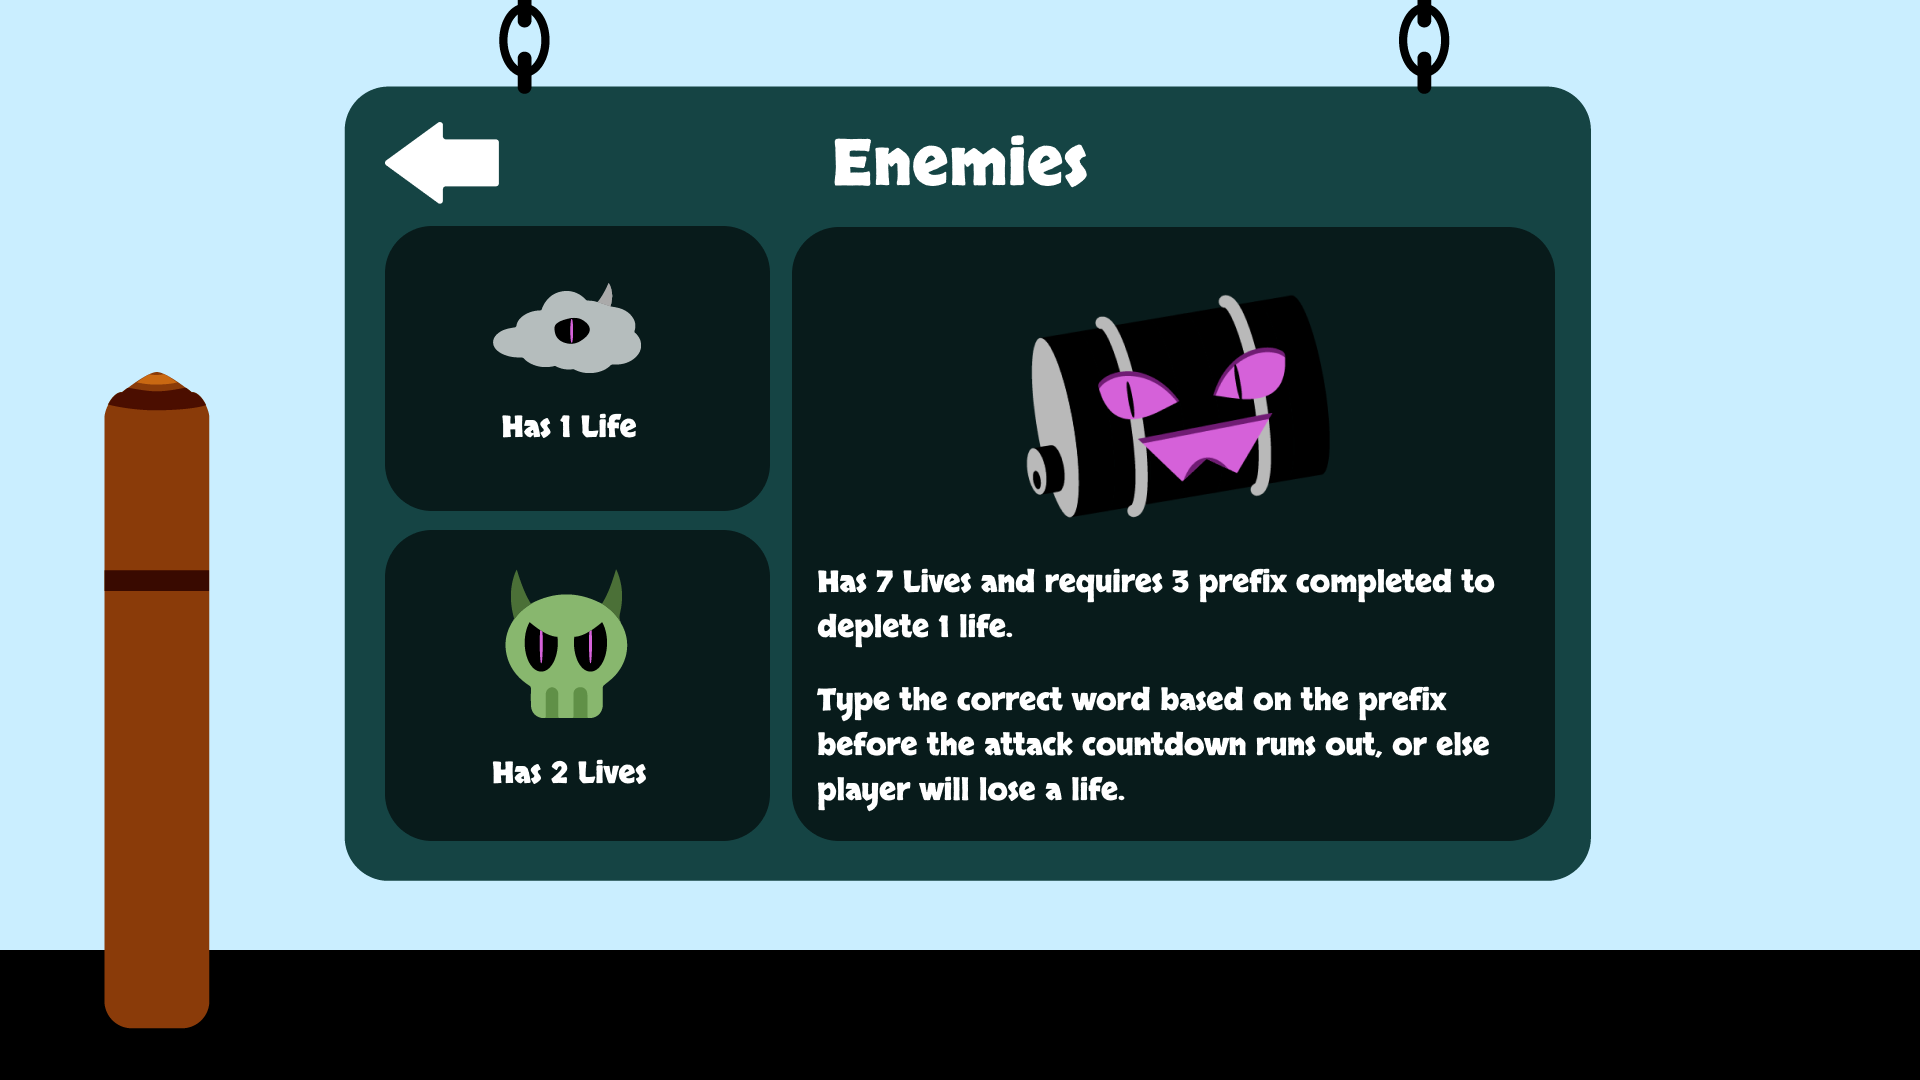 Enemies
Has 1 Life
Has 2 Lives
Has 7 Lives and requires 3 prefix completed to
deplete 1 life.
Type the correct word based on the prefix
before the attack countdown runs out, or else
player will lose a life.